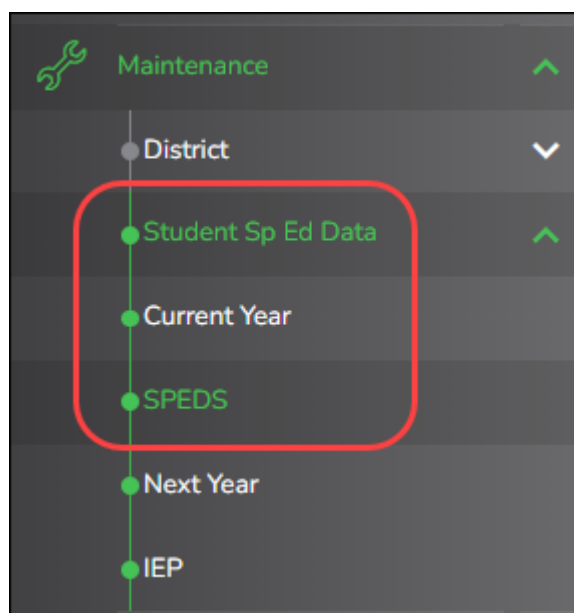 Maintenance
District
Student Sp Ed Data
Current Year
SPEDS
Next Year
IEP